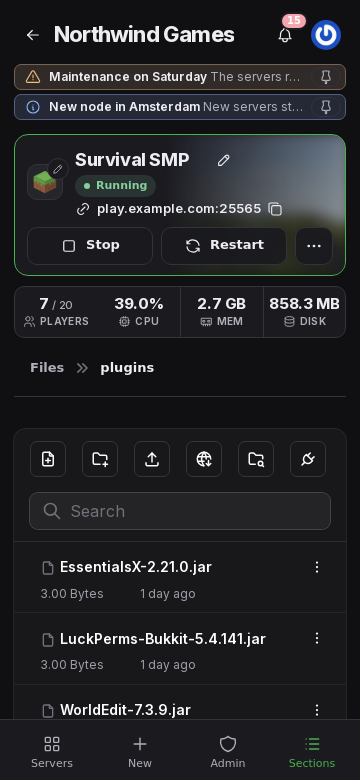 Northwind Games
15
Maintenance on Saturday The servers r…
New node in Amsterdam New servers st…
Survival SMP
Running
play.example.com:25565
Stop
Restart
7 / 20
PLAYERS
39.0%
CPU
2.7 GB
MEM
858.3 MB
DISK
Files
plugins
Search
EssentialsX-2.21.0.jar
3.00 Bytes 1 day ago
LuckPerms-Bukkit-5.4.141.jar
3.00 Bytes 1 day ago
WorldEdit-7.3.9.jar
Servers
New
Admin
Sections